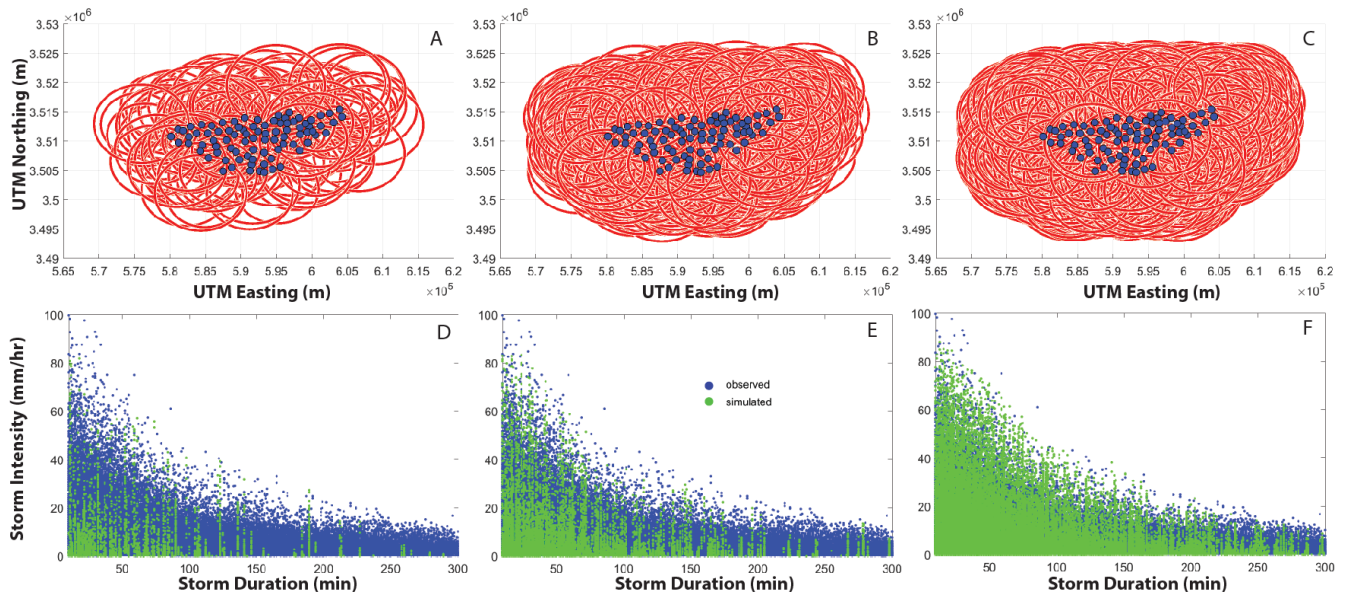 ×10⁶ ×10⁶ ×10⁶
3.53 3.53 3.53
A B C
3.525 3.525 3.525
3.52 3.52 3.52
3.515 3.515 3.515
3.51 3.51 3.51
3.505 3.505 3.505
3.5 3.5 3.5
3.495 3.495 3.495
3.49 3.49 3.49
UTM Northing (m)
5.65 5.7 5.75 5.8 5.85 5.9 5.95 6 6.05 6.1 6.15 6.2
5.65 5.7 5.75 5.8 5.85 5.9 5.95 6 6.05 6.1 6.15 6.2
5.65 5.7 5.75 5.8 5.85 5.9 5.95 6 6.05 6.1 6.15 6.2
UTM Easting (m) ×10⁵ UTM Easting (m) ×10⁵ UTM Easting (m) ×10⁵
100 100 100
D E F
80 80 80
observed
simulated
60 60 60
40 40 40
20 20 20
0 0 0
Storm Intensity (mm/hr)
50 100 150 200 250 300
50 100 150 200 250 300
50 100 150 200 250 300
Storm Duration (min) Storm Duration (min) Storm Duration (min)